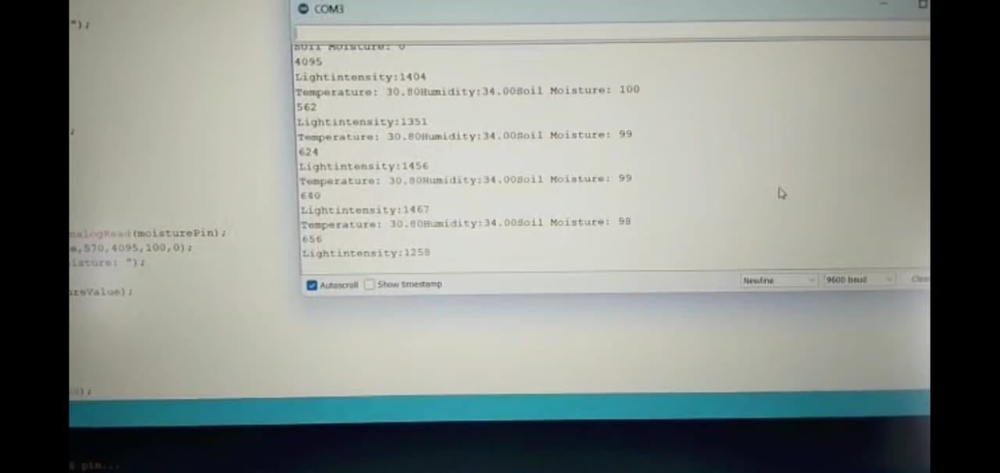 COM3
");
Soil Moisture: 0
4095
Lightintensity:1404
Temperature: 30.80Humidity:34.00Soil Moisture: 100
562
Lightintensity:1351
Temperature: 30.80Humidity:34.00Soil Moisture: 99
624
Lightintensity:1456
Temperature: 30.80Humidity:34.00Soil Moisture: 99
640
Lightintensity:1467
Temperature: 30.80Humidity:34.00Soil Moisture: 98
656
Lightintensity:1258
;
nalogRead(moisturePin);
e,570,4095,100,0);
isture: ");
ureValue);
);
Autoscroll Show timestamp Newline 9600 baud Clear
pin...